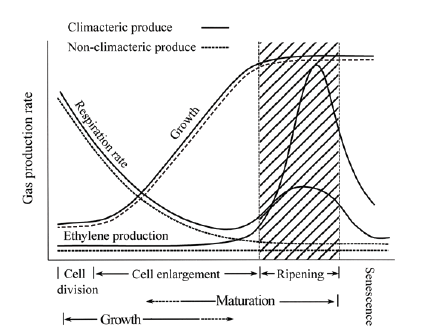 Climacteric produce
Non-climacteric produce
Gas production rate
Respiration rate
Growth
Ethylene production
Cell
division
Cell enlargement
Ripening
Maturation
Growth
Senescence